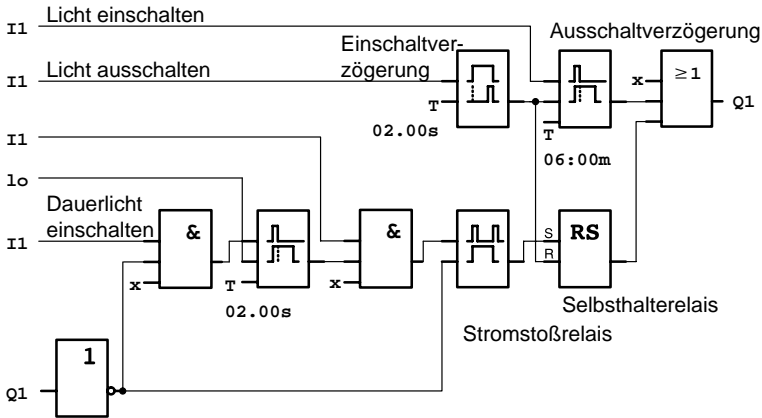 I1 Licht einschalten
Ausschaltverzögerung
Einschaltver-
zögerung
I1 Licht ausschalten
x
≥1
Q1
T
02.00s
T
06:00m
I1
lo
Dauerlicht
einschalten
I1
&
x
T
02.00s
&
x
S
R
RS
Selbsthalterelais
Stromstoßrelais
1
Q1